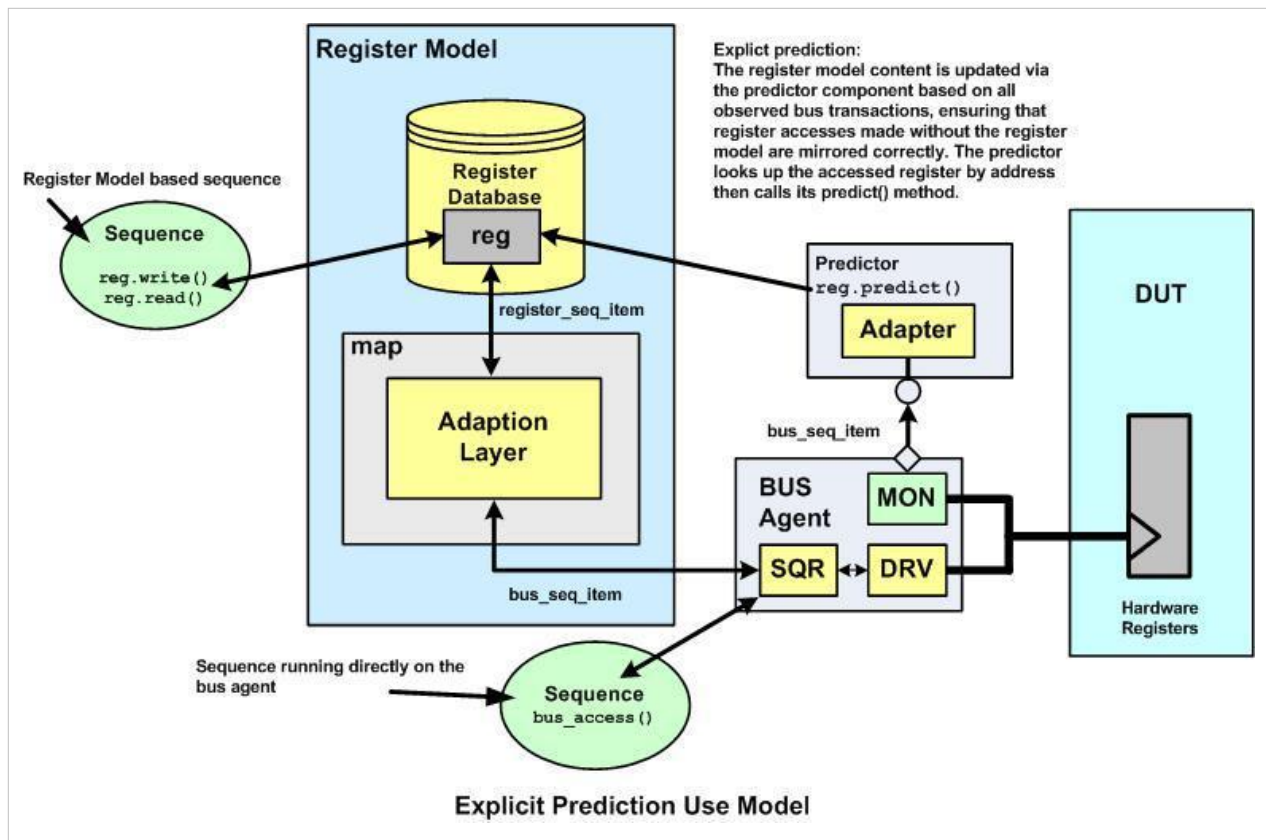 Register Model
Explict prediction:
The register model content is updated via
the predictor component based on all
observed bus transactions, ensuring that
register accesses made without the register
model are mirrored correctly. The predictor
looks up the accessed register by address
then calls its predict() method.
Register Model based sequence
Sequence
reg.write()
reg.read()
Register
Database
reg
register_seq_item
map
Adaption
Layer
bus_seq_item
Predictor
reg.predict()
Adapter
bus_seq_item
BUS
Agent
MON
SQR
DRV
DUT
Hardware
Registers
Sequence running directly on the
bus agent
Sequence
bus_access()
Explicit Prediction Use Model